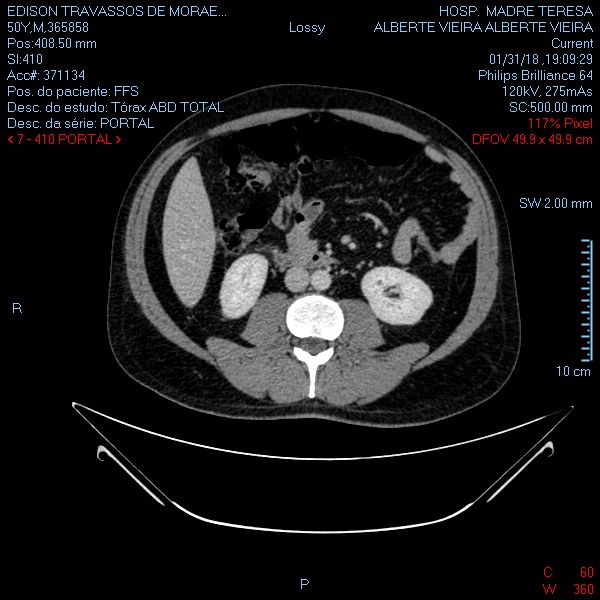 EDISON TRAVASSOS DE MORAE...
50Y,M,365858
Pos:408.50 mm
Sl:410
Acc#: 371134
Pos. do paciente: FFS
Desc. do estudo: Tórax ABD TOTAL
Desc. da série: PORTAL
< 7 - 410 PORTAL >
Lossy
HOSP. MADRE TERESA
ALBERTE VIEIRA ALBERTE VIEIRA
Current
01/31/18 ,19:09:29
Philips Brilliance 64
120kV, 275mAs
SC:500.00 mm
117% Pixel
DFOV 49.9 x 49.9 cm
SW 2.00 mm
R
10 cm
P
C 60
W 360